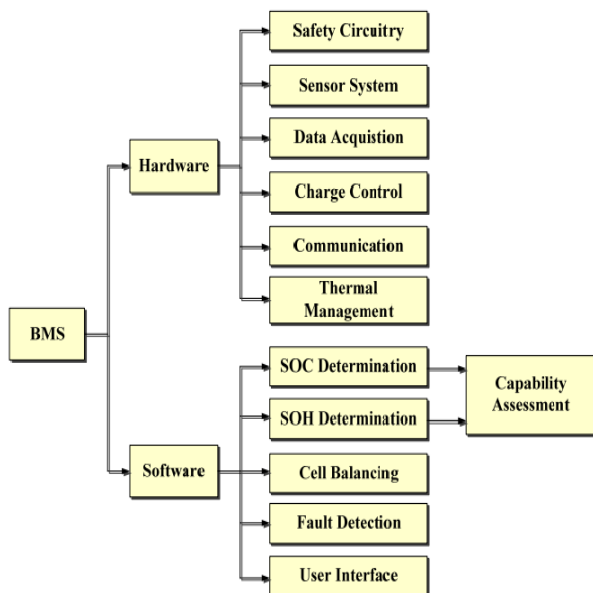 Safety Circuitry
Sensor System
Data Acquistion
Hardware
Charge Control
Communication
Thermal
Management
BMS
SOC Determination
Capability
Assessment
SOH Determination
Software
Cell Balancing
Fault Detection
User Interface